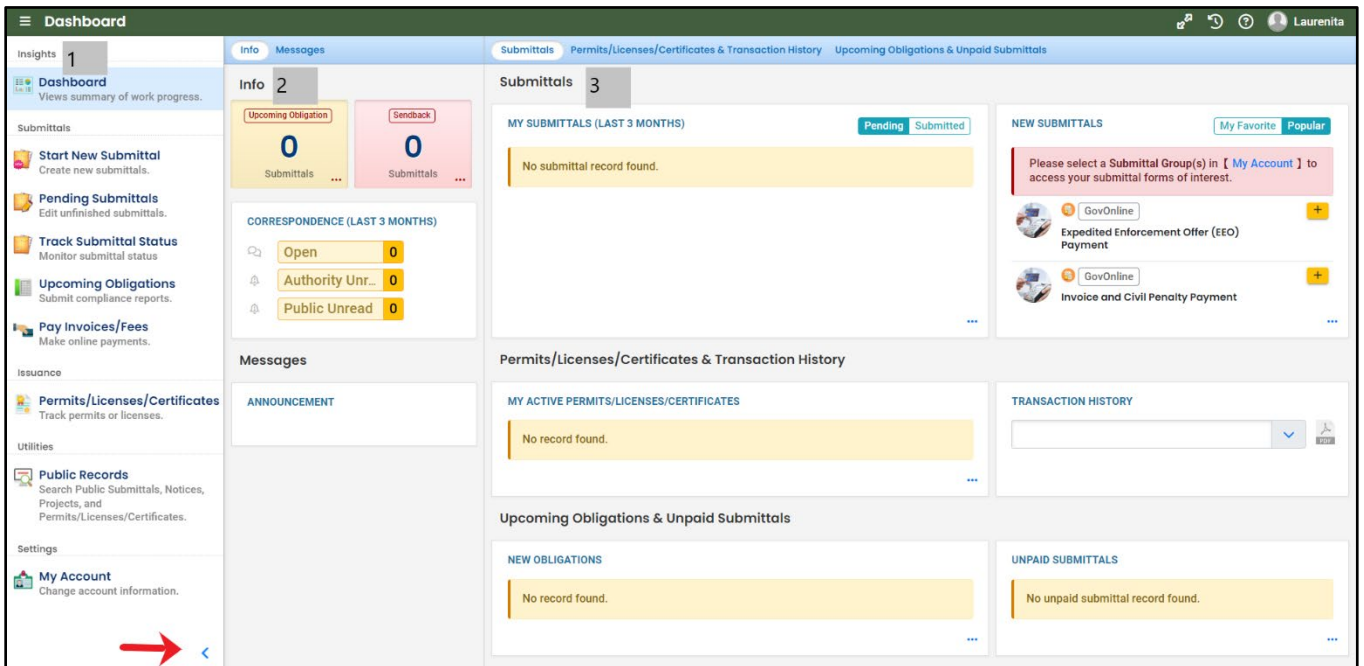 Dashboard
Laurenita
Insights
1
Dashboard
Views summary of work progress.
Submittals
Start New Submittal
Create new submittals.
Pending Submittals
Edit unfinished submittals.
Track Submittal Status
Monitor submittal status
Upcoming Obligations
Submit compliance reports.
Pay Invoices/Fees
Make online payments.
Issuance
Permits/Licenses/Certificates
Track permits or licenses.
Utilities
Public Records
Search Public Submittals, Notices,
Projects, and
Permits/Licenses/Certificates.
Settings
My Account
Change account information.
Info Messages
Info 2
Upcoming Obligation
0
Submittals ...
Sendback
0
Submittals ...
CORRESPONDENCE (LAST 3 MONTHS)
Open 0
Authority Unr... 0
Public Unread 0
Messages
ANNOUNCEMENT
Submittals Permits/Licenses/Certificates & Transaction History Upcoming Obligations & Unpaid Submittals
Submittals 3
MY SUBMITTALS (LAST 3 MONTHS) Pending Submitted
No submittal record found.
...
NEW SUBMITTALS My Favorite Popular
Please select a Submittal Group(s) in【 My Account 】to
access your submittal forms of interest.
GovOnline +
Expedited Enforcement Offer (EEO)
Payment
GovOnline +
Invoice and Civil Penalty Payment
...
Permits/Licenses/Certificates & Transaction History
MY ACTIVE PERMITS/LICENSES/CERTIFICATES
No record found.
...
TRANSACTION HISTORY
PDF
Upcoming Obligations & Unpaid Submittals
NEW OBLIGATIONS
No record found.
...
UNPAID SUBMITTALS
No unpaid submittal record found.
...